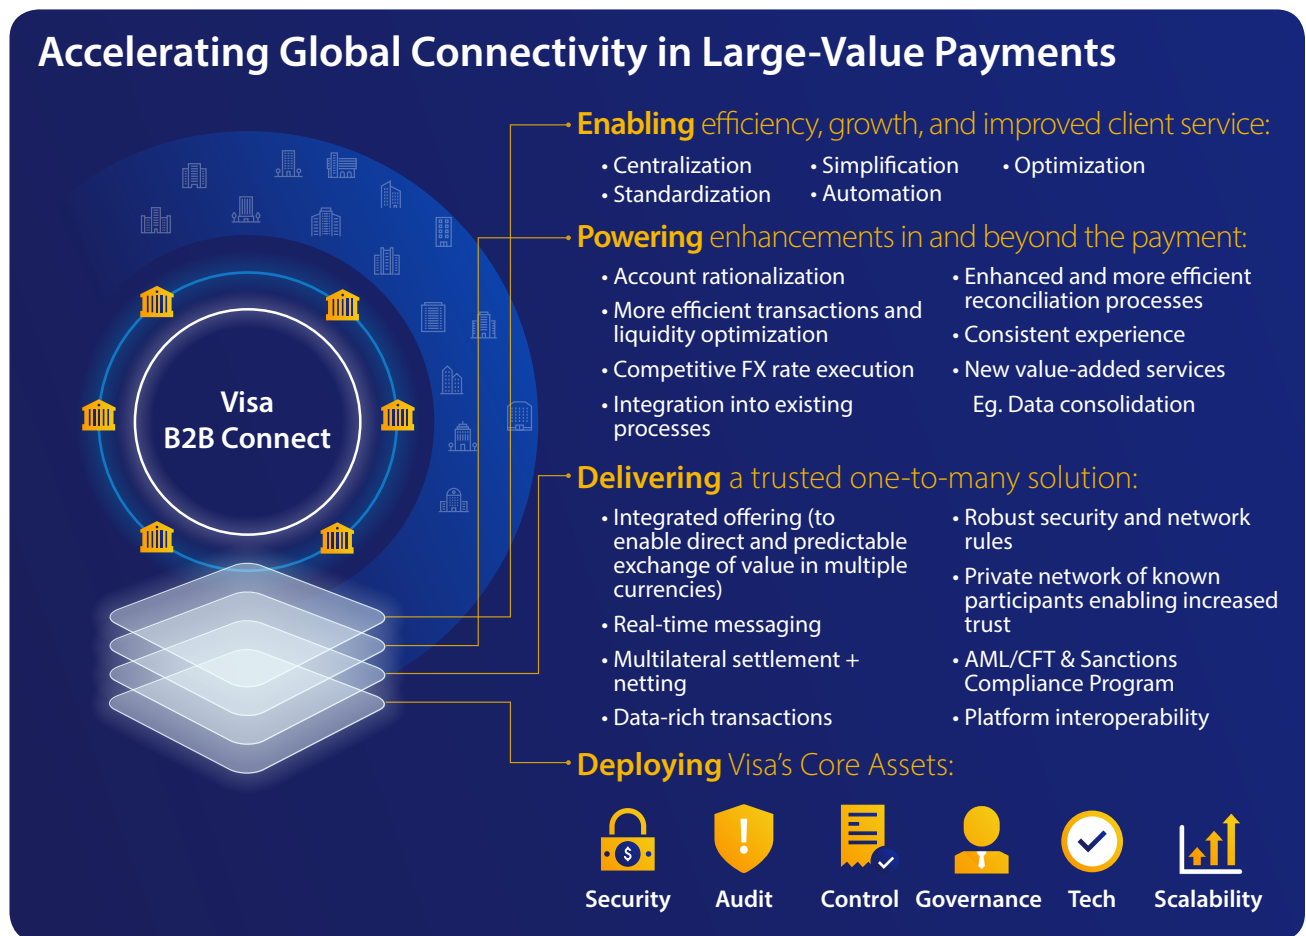 Accelerating Global Connectivity in Large-Value Payments
Visa
B2B Connect
Enabling efficiency, growth, and improved client service:
• Centralization
• Standardization
• Simplification
• Automation
• Optimization
Powering enhancements in and beyond the payment:
• Account rationalization
• More efficient transactions and
liquidity optimization
• Competitive FX rate execution
• Integration into existing
processes
• Enhanced and more efficient
reconciliation processes
• Consistent experience
• New value-added services
Eg. Data consolidation
Delivering a trusted one-to-many solution:
• Integrated offering (to
enable direct and predictable
exchange of value in multiple
currencies)
• Real-time messaging
• Multilateral settlement +
netting
• Data-rich transactions
• Robust security and network
rules
• Private network of known
participants enabling increased
trust
• AML/CFT & Sanctions
Compliance Program
• Platform interoperability
Deploying Visa's Core Assets:
$
!
Security
Audit
Control
Governance
Tech
Scalability